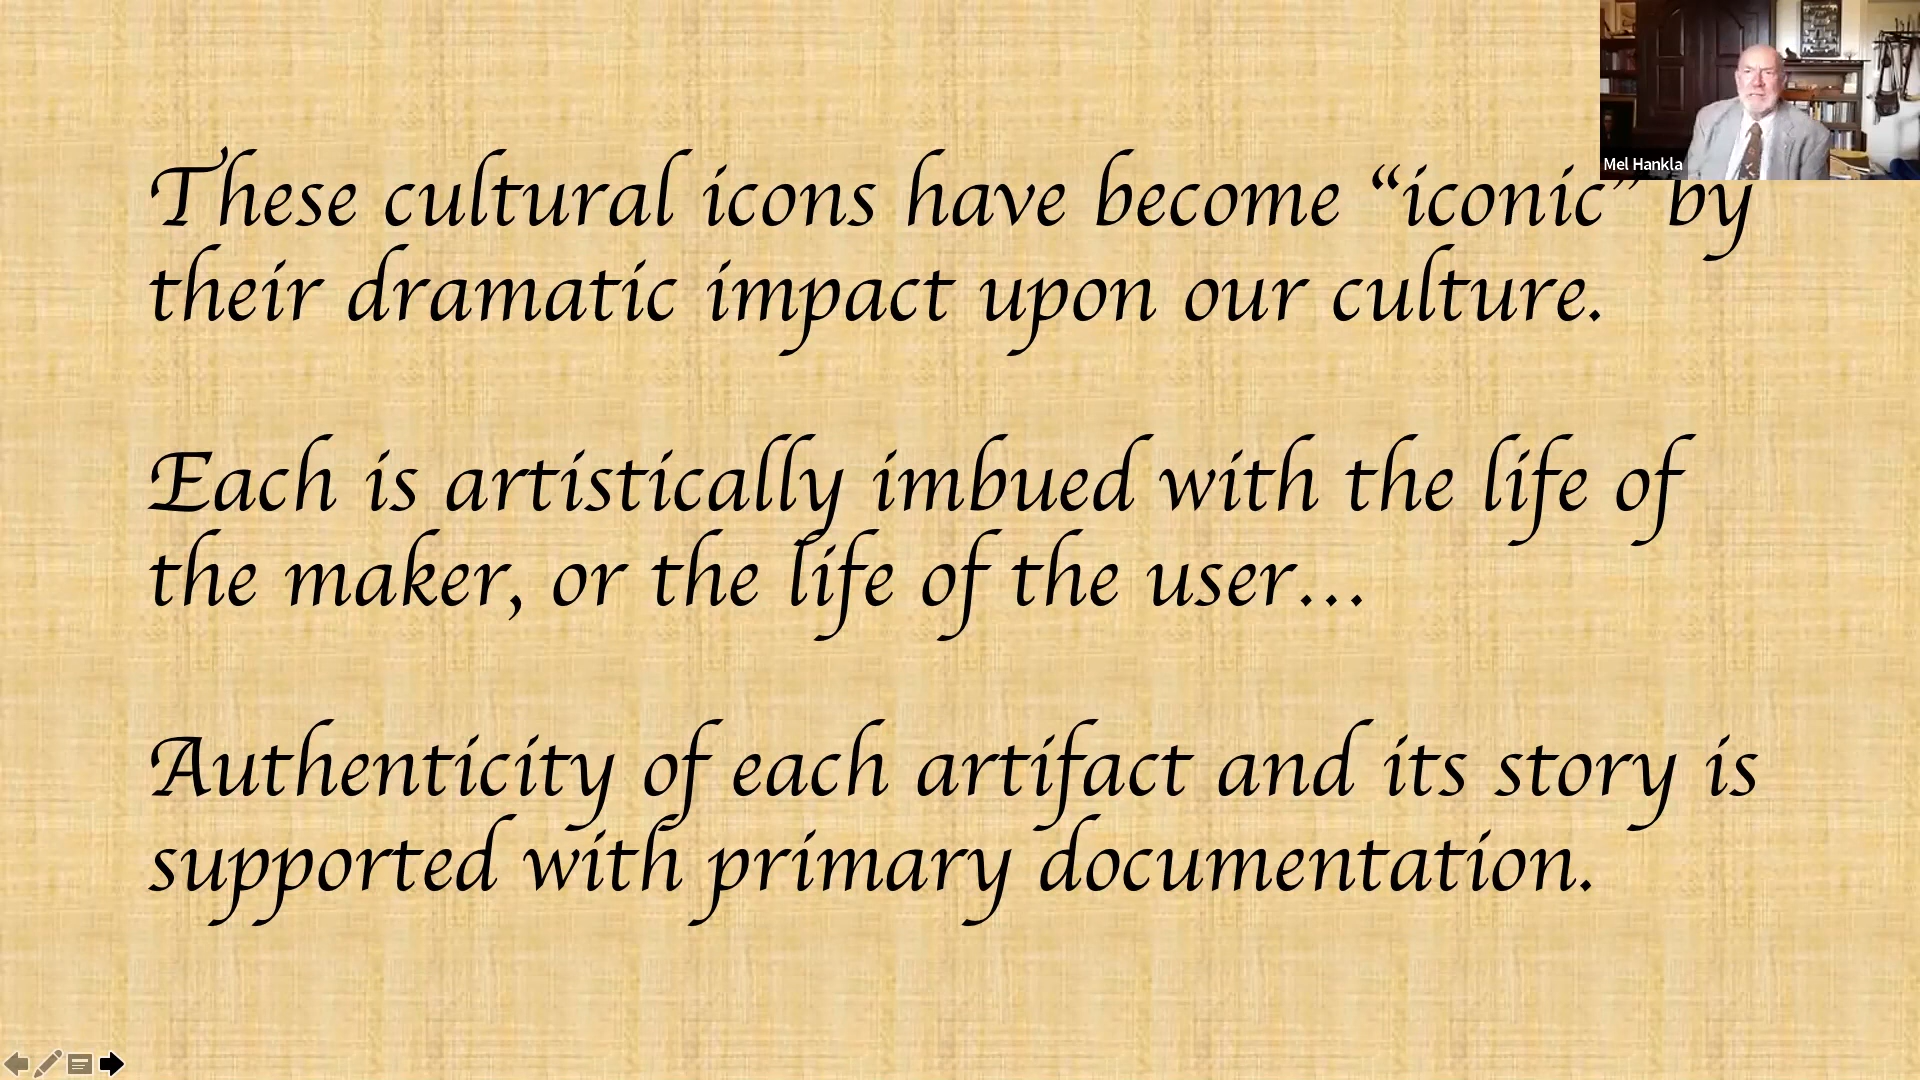 Mel Hankla
These cultural icons have become “iconic” by
their dramatic impact upon our culture.
Each is artistically imbued with the life of
the maker, or the life of the user…
Authenticity of each artifact and its story is
supported with primary documentation.